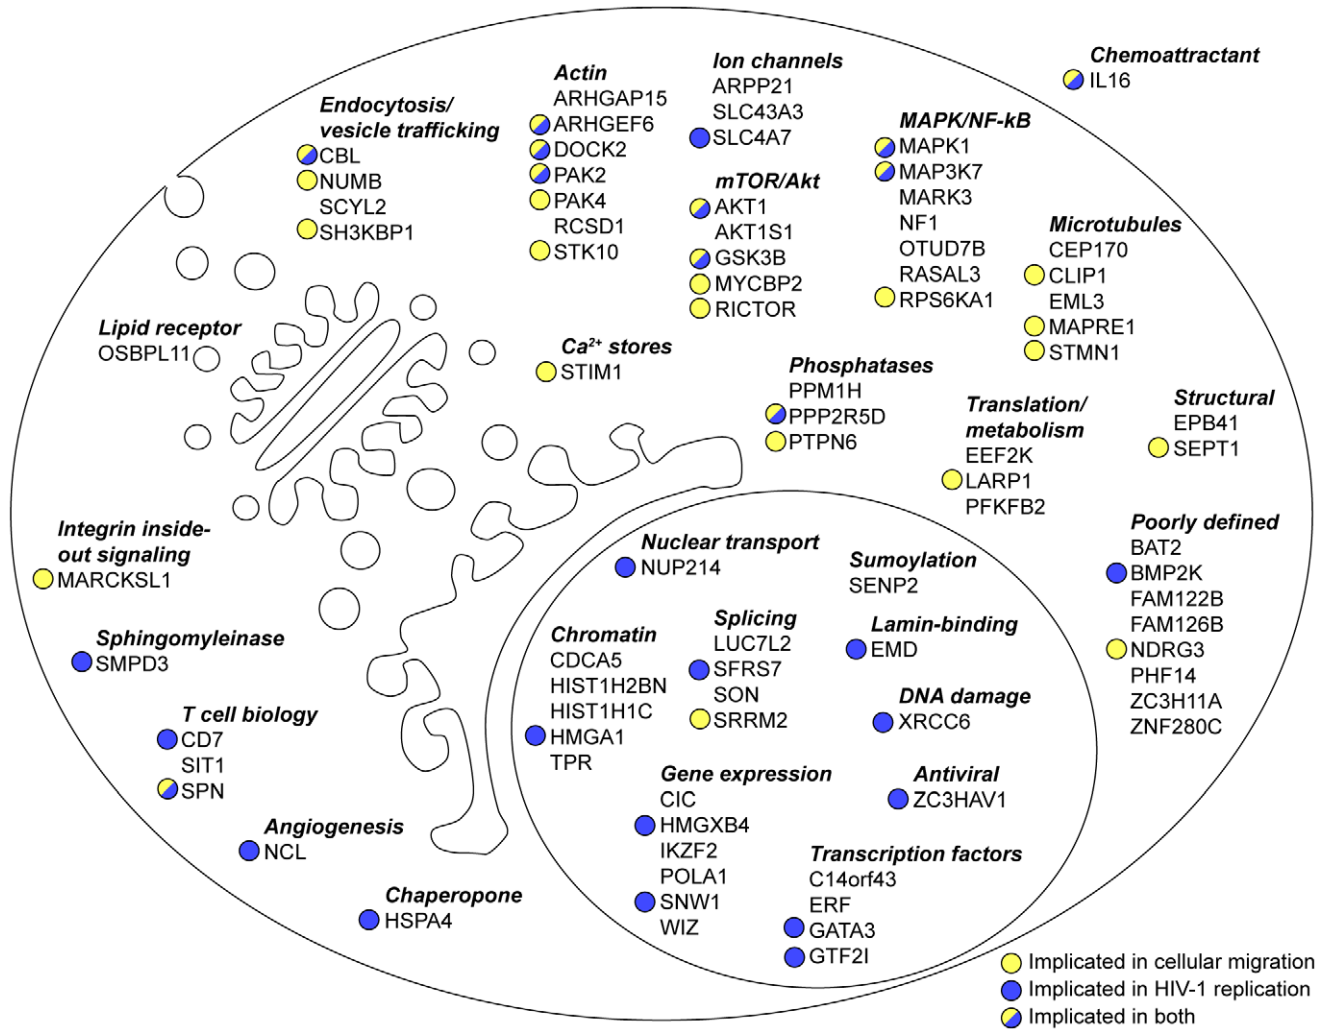 Chemoattractant
IL16
Ion channels
ARPP21
SLC43A3
SLC4A7
Actin
ARHGAP15
ARHGEF6
DOCK2
PAK2
PAK4
RCSD1
STK10
Endocytosis/
vesicle trafficking
CBL
NUMB
SCYL2
SH3KBP1
MAPK/NF-kB
MAPK1
MAP3K7
MARK3
NF1
OTUD7B
RASAL3
RPS6KA1
mTOR/Akt
AKT1
AKT1S1
GSK3B
MYCBP2
RICTOR
Microtubules
CEP170
CLIP1
EML3
MAPRE1
STMN1
Lipid receptor
OSBPL11
Ca2+ stores
STIM1
Phosphatases
PPM1H
PPP2R5D
PTPN6
Translation/
metabolism
EEF2K
LARP1
PFKFB2
Structural
EPB41
SEPT1
Integrin inside-
out signaling
MARCKSL1
Poorly defined
BAT2
BMP2K
FAM122B
FAM126B
NDRG3
PHF14
ZC3H11A
ZNF280C
Nuclear transport
NUP214
Sumoylation
SENP2
Sphingomyleinase
SMPD3
Chromatin
CDCA5
HIST1H2BN
HIST1H1C
HMGA1
TPR
Splicing
LUC7L2
SFRS7
SON
SRRM2
Lamin-binding
EMD
DNA damage
XRCC6
T cell biology
CD7
SIT1
SPN
Gene expression
CIC
HMGXB4
IKZF2
POLA1
SNW1
WIZ
Antiviral
ZC3HAV1
Angiogenesis
NCL
Transcription factors
C14orf43
ERF
GATA3
GTF2I
Chaperopone
HSPA4
Implicated in cellular migration
Implicated in HIV-1 replication
Implicated in both